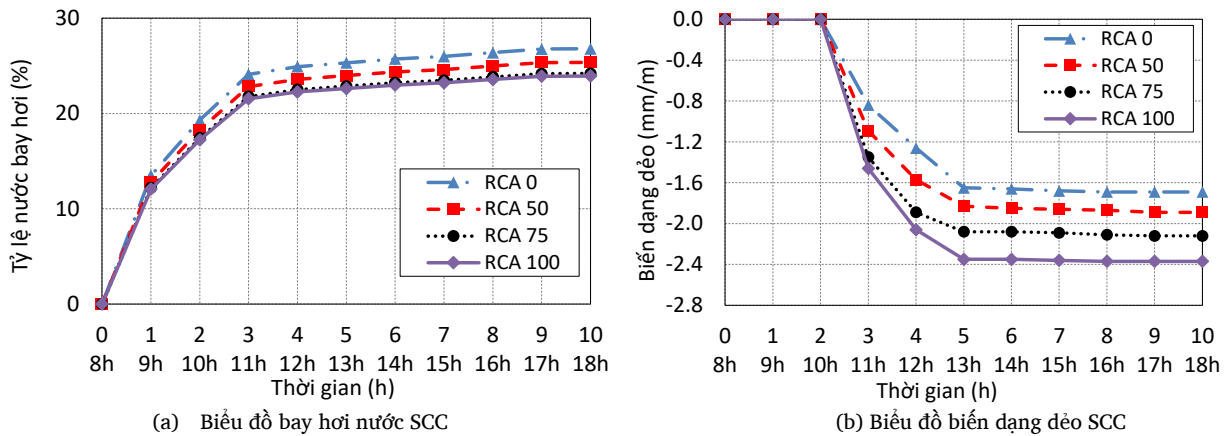 Tỷ lệ nước bay hơi (%)
30
20
10
0
RCA 0
RCA 50
RCA 75
RCA 100
0 1 2 3 4 5 6 7 8 9 10
8h 9h 10h 11h 12h 13h 14h 15h 16h 17h 18h
Thời gian (h)
(a) Biểu đồ bay hơi nước SCC
Biến dạng dẻo (mm/m)
0.0
-0.4
-0.8
-1.2
-1.6
-2.0
-2.4
-2.8
RCA 0
RCA 50
RCA 75
RCA 100
0 1 2 3 4 5 6 7 8 9 10
8h 9h 10h 11h 12h 13h 14h 15h 16h 17h 18h
Thời gian (h)
(b) Biểu đồ biến dạng dẻo SCC